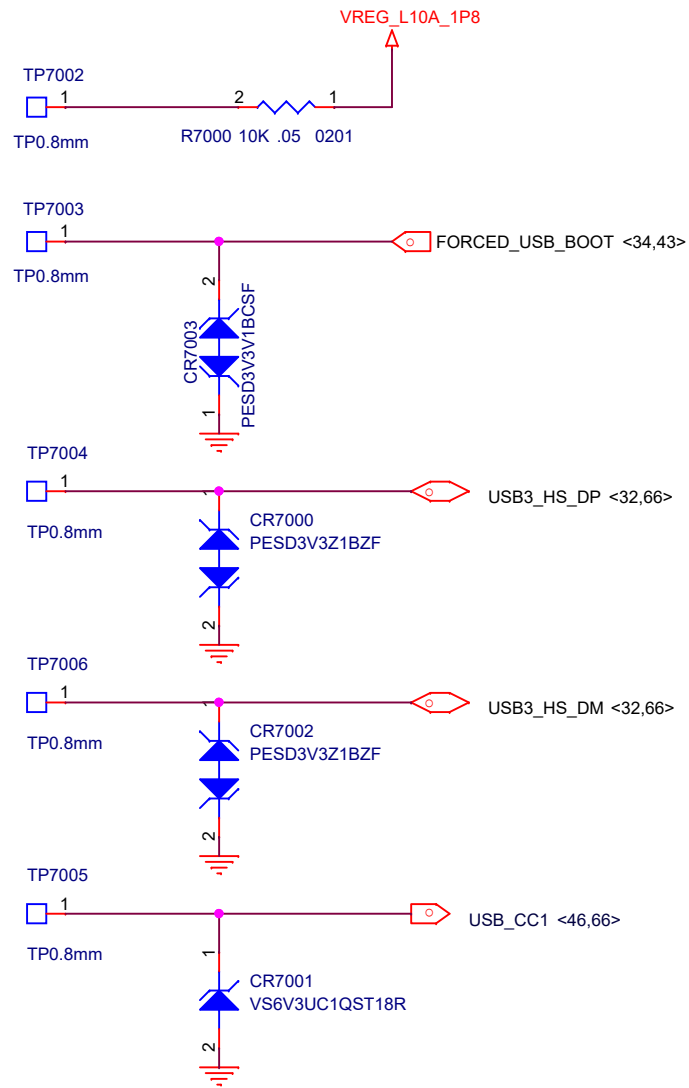 VREG_L10A_1P8
TP7002
1
2
1
TP0.8mm
R7000 10K .05 0201
TP7003
1
FORCED_USB_BOOT <34,43>
TP0.8mm
2
CR7003
PESD3V3V1BCSF
1
TP7004
1
1
USB3_HS_DP <32,66>
TP0.8mm
CR7000
PESD3V3Z1BZF
2
TP7006
1
1
USB3_HS_DM <32,66>
TP0.8mm
CR7002
PESD3V3Z1BZF
2
TP7005
1
USB_CC1 <46,66>
TP0.8mm
1
CR7001
VS6V3UC1QST18R
2